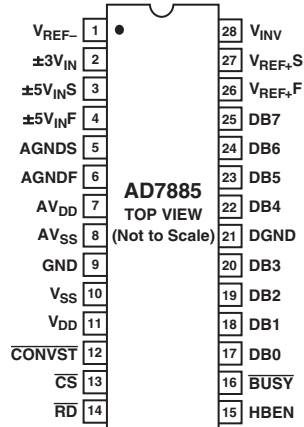 V_REF– 1 28 V_INV
±3V_IN 2 27 V_REF+S
±5V_INS 3 26 V_REF+F
±5V_INF 4 25 DB7
AGNDS 5 24 DB6
AGNDF 6 23 DB5
AV_DD 7 AD7885 22 DB4
AV_SS 8 TOP VIEW (Not to Scale) 21 DGND
GND 9 20 DB3
V_SS 10 19 DB2
V_DD 11 18 DB1
CONVST 12 17 DB0
CS 13 16 BUSY
RD 14 15 HBEN